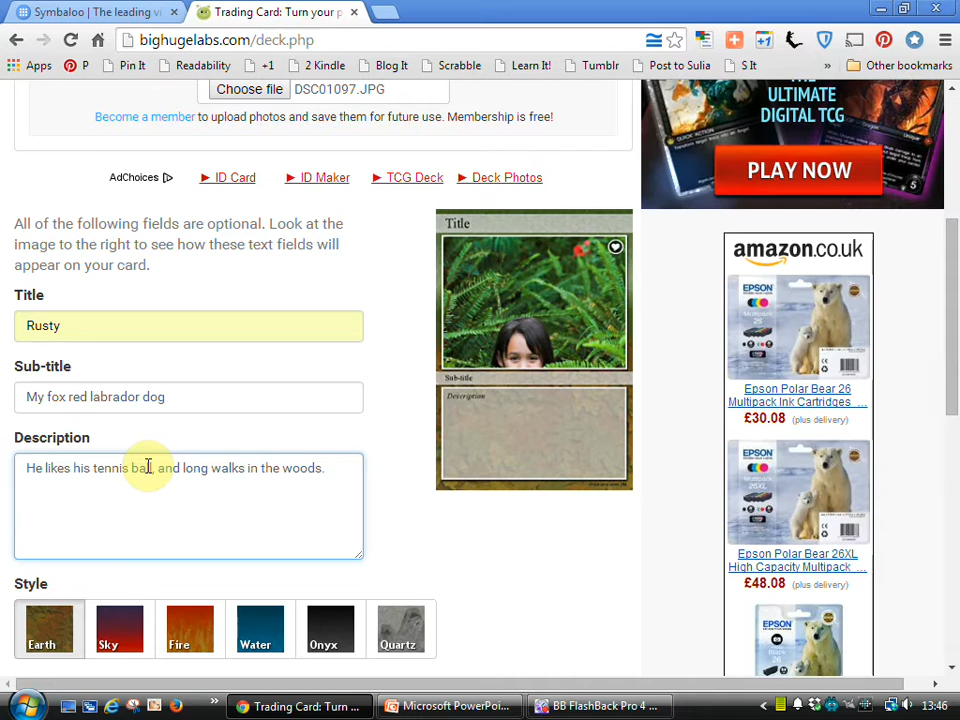 Symbaloo | The leading vi
Trading Card: Turn your p
bighugelabs.com/deck.php
Apps
P
Pin It
Readability
+1
2 Kindle
Blog It
Scrabble
Learn It!
Tumblr
Post to Sulia
S It
»
Other bookmarks
Choose file DSC01097.JPG
Become a member to upload photos and save them for future use. Membership is free!
THE
ULTIMATE
DIGITAL TCG
PLAY NOW
AdChoices
► ID Card
► ID Maker
► TCG Deck
► Deck Photos
All of the following fields are optional. Look at the
image to the right to see how these text fields will
appear on your card.
Title
Rusty
Sub-title
My fox red labrador dog
Description
He likes his tennis ball, and long walks in the woods.
Style
Earth
Sky
Fire
Water
Onyx
Quartz
Title
Sub-title
Description
amazon.co.uk
EPSON
Epson Polar Bear 26
Multipack Ink Cartridges ...
£30.08 (plus delivery)
EPSON
Epson Polar Bear 26XL
High Capacity Multipack ...
£48.08 (plus delivery)
EPSON
Trading Card: Turn ...
Microsoft PowerPoi...
BB FlashBack Pro 4 ...
13:46